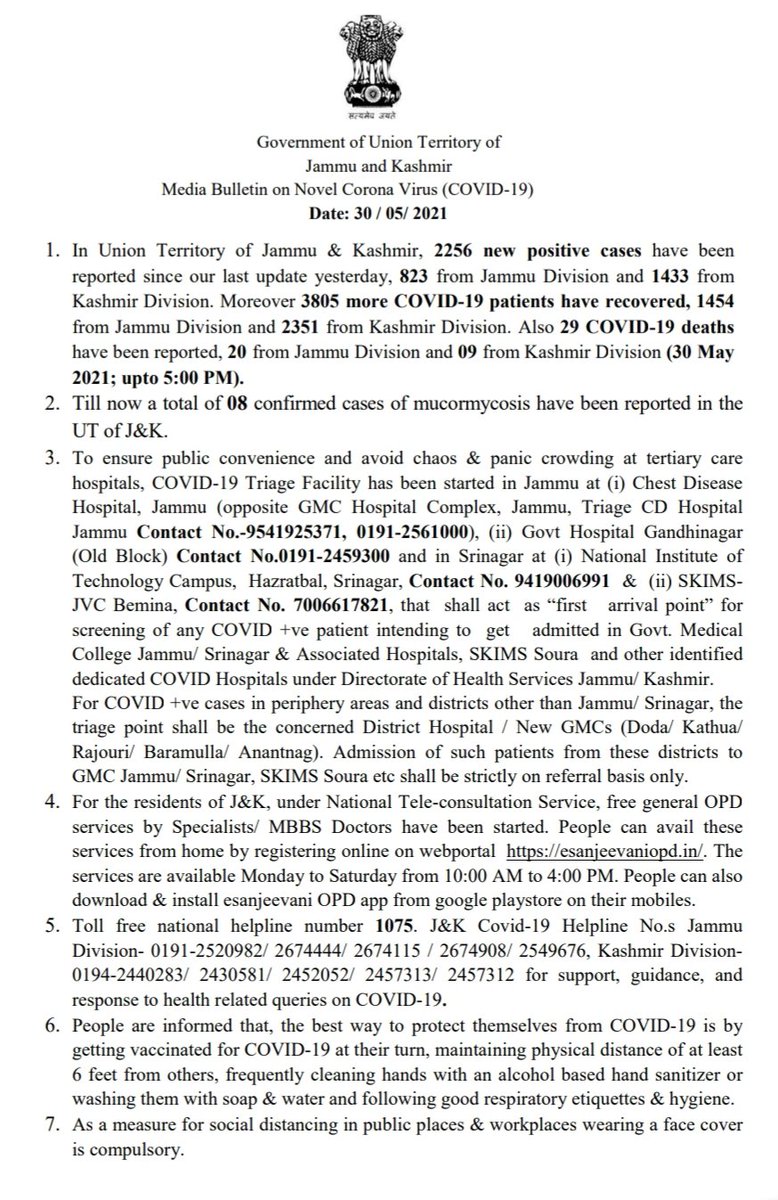 सत्यमेव जयते
Government of Union Territory of
Jammu and Kashmir
Media Bulletin on Novel Corona Virus (COVID-19)
Date: 30 / 05/ 2021
1. In Union Territory of Jammu & Kashmir, 2256 new positive cases have been
reported since our last update yesterday, 823 from Jammu Division and 1433 from
Kashmir Division. Moreover 3805 more COVID-19 patients have recovered, 1454
from Jammu Division and 2351 from Kashmir Division. Also 29 COVID-19 deaths
have been reported, 20 from Jammu Division and 09 from Kashmir Division (30 May
2021; upto 5:00 PM).
2. Till now a total of 08 confirmed cases of mucormycosis have been reported in the
UT of J&K.
3. To ensure public convenience and avoid chaos & panic crowding at tertiary care
hospitals, COVID-19 Triage Facility has been started in Jammu at (i) Chest Disease
Hospital, Jammu (opposite GMC Hospital Complex, Jammu, Triage CD Hospital
Jammu Contact No.-9541925371, 0191-2561000), (ii) Govt Hospital Gandhinagar
(Old Block) Contact No.0191-2459300 and in Srinagar at (i) National Institute of
Technology Campus, Hazratbal, Srinagar, Contact No. 9419006991 & (ii) SKIMS-
JVC Bemina, Contact No. 7006617821, that shall act as “first arrival point” for
screening of any COVID +ve patient intending to get admitted in Govt. Medical
College Jammu/ Srinagar & Associated Hospitals, SKIMS Soura and other identified
dedicated COVID Hospitals under Directorate of Health Services Jammu/ Kashmir.
For COVID +ve cases in periphery areas and districts other than Jammu/ Srinagar, the
triage point shall be the concerned District Hospital / New GMCs (Doda/ Kathua/
Rajouri/ Baramulla/ Anantnag). Admission of such patients from these districts to
GMC Jammu/ Srinagar, SKIMS Soura etc shall be strictly on referral basis only.
4. For the residents of J&K, under National Tele-consultation Service, free general OPD
services by Specialists/ MBBS Doctors have been started. People can avail these
services from home by registering online on webportal https://esanjeevaniopd.in/. The
services are available Monday to Saturday from 10:00 AM to 4:00 PM. People can also
download & install esanjeevani OPD app from google playstore on their mobiles.
5. Toll free national helpline number 1075. J&K Covid-19 Helpline No.s Jammu
Division- 0191-2520982/ 2674444/ 2674115 / 2674908/ 2549676, Kashmir Division-
0194-2440283/ 2430581/ 2452052/ 2457313/ 2457312 for support, guidance, and
response to health related queries on COVID-19.
6. People are informed that, the best way to protect themselves from COVID-19 is by
getting vaccinated for COVID-19 at their turn, maintaining physical distance of at least
6 feet from others, frequently cleaning hands with an alcohol based hand sanitizer or
washing them with soap & water and following good respiratory etiquettes & hygiene.
7. As a measure for social distancing in public places & workplaces wearing a face cover
is compulsory.